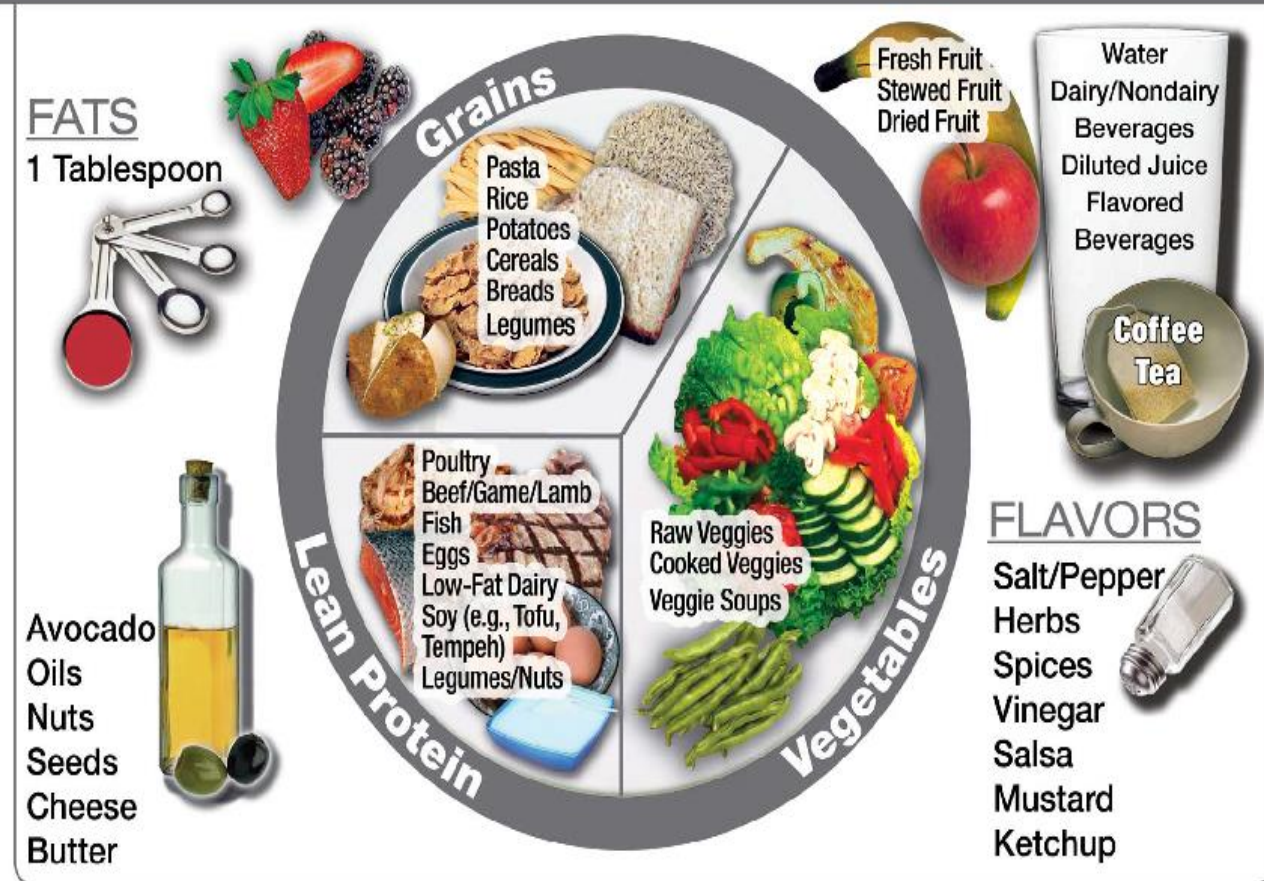 FATS
1 Tablespoon
Avocado
Oils
Nuts
Seeds
Cheese
Butter
Grains
Pasta
Rice
Potatoes
Cereals
Breads
Legumes
Lean Protein
Poultry
Beef/Game/Lamb
Fish
Eggs
Low-Fat Dairy
Soy (e.g., Tofu,
Tempeh)
Legumes/Nuts
Vegetables
Raw Veggies
Cooked Veggies
Veggie Soups
Fresh Fruit
Stewed Fruit
Dried Fruit
Water
Dairy/Nondairy
Beverages
Diluted Juice
Flavored
Beverages
Coffee
Tea
FLAVORS
Salt/Pepper
Herbs
Spices
Vinegar
Salsa
Mustard
Ketchup